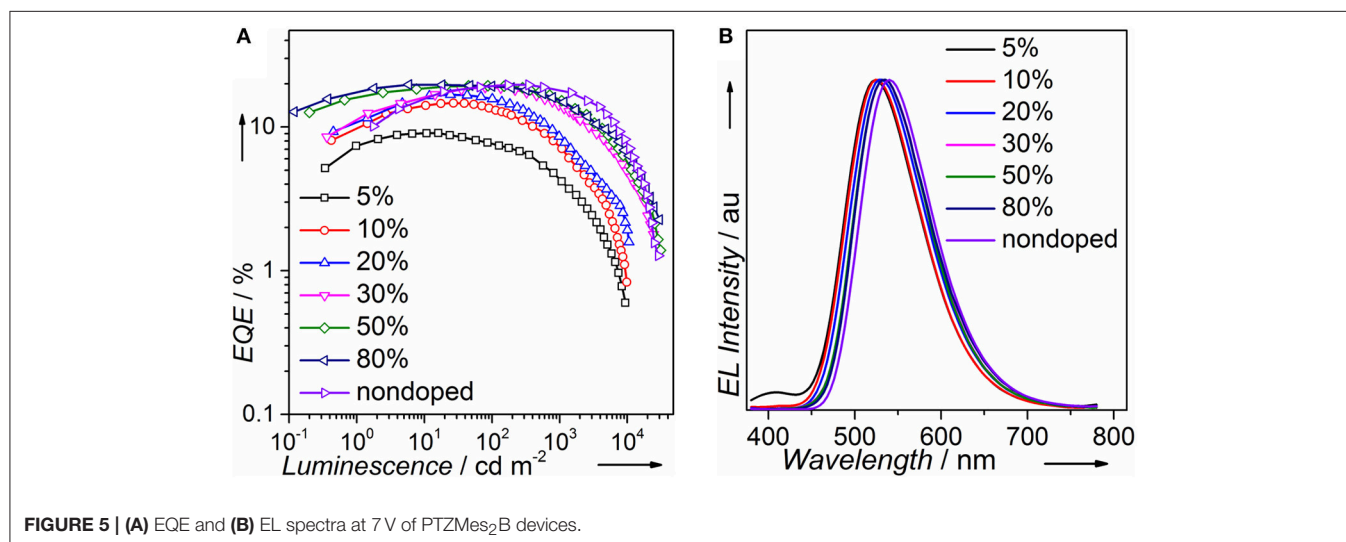 A
EQE / %
10
1
0.1
5%
10%
20%
30%
50%
80%
nondoped
10-1 100 101 102 103 104
Luminescence / cd m-2
B
EL Intensity / au
5%
10%
20%
30%
50%
80%
nondoped
400 500 600 700 800
Wavelength / nm
FIGURE 5 | (A) EQE and (B) EL spectra at 7 V of PTZMes2B devices.